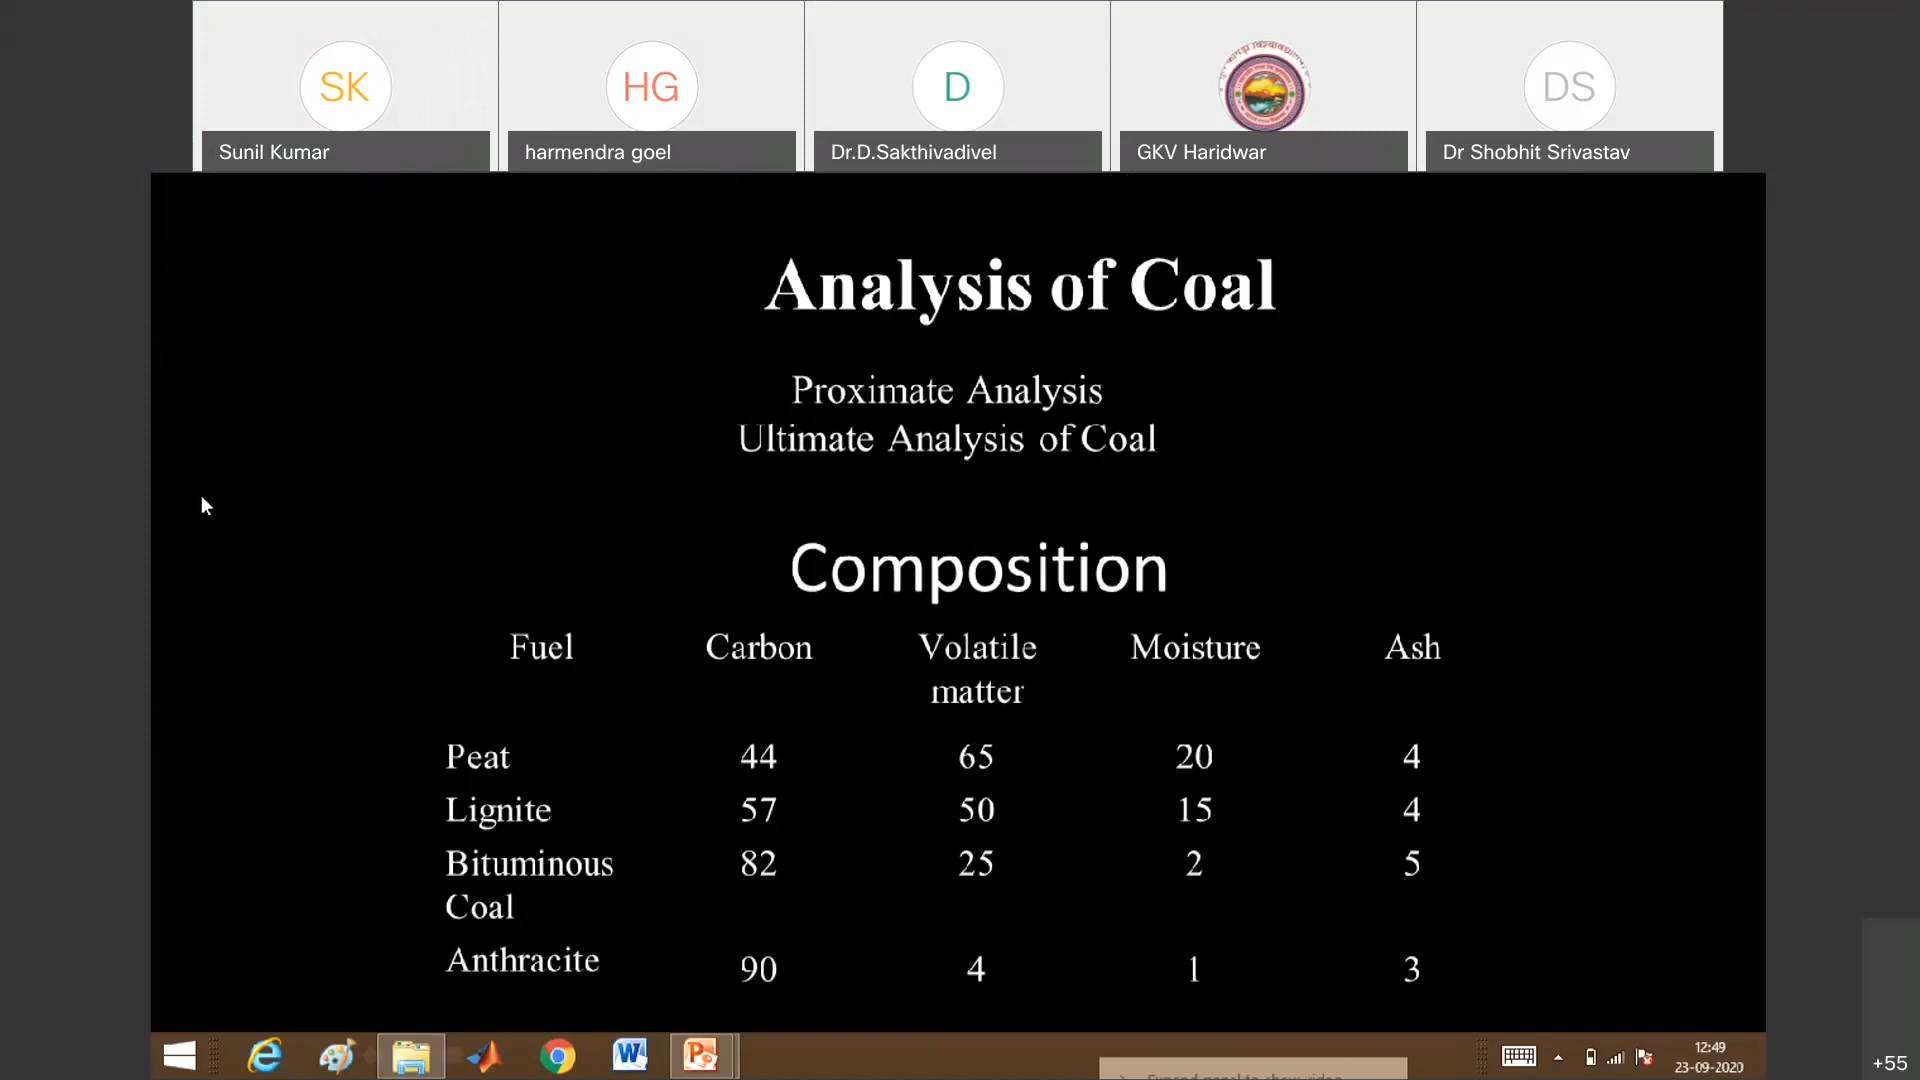 SK HG D DS
Sunil Kumar harmendra goel Dr.D.Sakthivadivel GKV Haridwar Dr Shobhit Srivastav
Analysis of Coal
Proximate Analysis
Ultimate Analysis of Coal
Composition
Fuel Carbon Volatile matter Moisture Ash
Peat 44 65 20 4
Lignite 57 50 15 4
Bituminous Coal 82 25 2 5
Anthracite 90 4 1 3
12:49
23-09-2020
+55